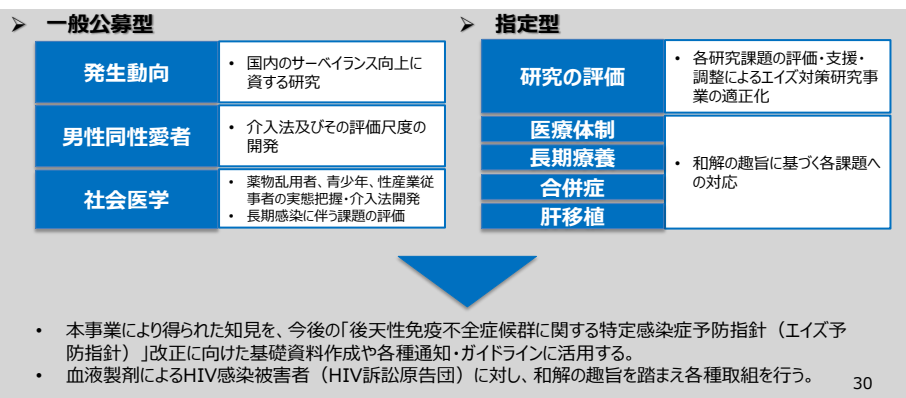 ➢ 一般公募型
発生動向
• 国内のサーベイランス向上に
資する研究
男性同性愛者
• 介入法及びその評価尺度の
開発
社会医学
• 薬物乱用者、青少年、性産業従
事者の実態把握・介入法開発
• 長期感染に伴う課題の評価
➢ 指定型
研究の評価
• 各研究課題の評価・支援・
調整によるエイズ対策研究事
業の適正化
医療体制
長期療養
合併症
肝移植
• 和解の趣旨に基づく各課題へ
の対応
• 本事業により得られた知見を、今後の「後天性免疫不全症候群に関する特定感染症予防指針（エイズ予
防指針）」改正に向けた基礎資料作成や各種通知・ガイドラインに活用する。
• 血液製剤によるHIV感染被害者（HIV訴訟原告団）に対し、和解の趣旨を踏まえ各種取組を行う。
30